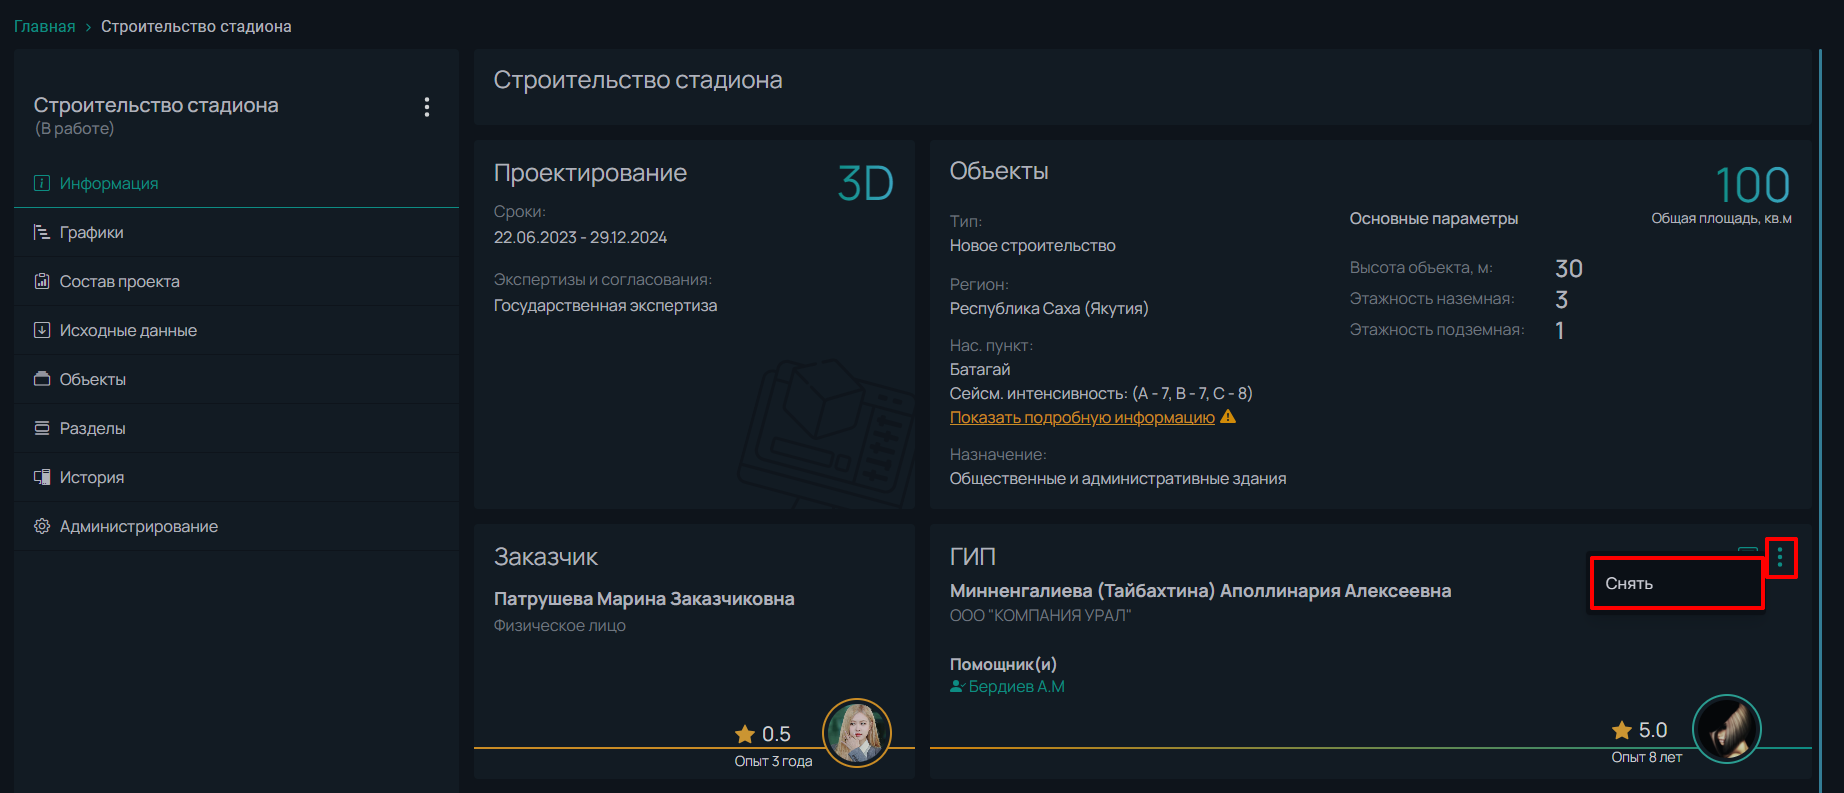 Главная › Строительство стадиона
Строительство стадиона
(В работе)
Информация
Графики
Состав проекта
Исходные данные
Объекты
Разделы
История
Администрирование
Строительство стадиона
Проектирование
3D
Сроки:
22.06.2023 - 29.12.2024
Экспертизы и согласования:
Государственная экспертиза
Объекты
Тип:
Новое строительство
Регион:
Республика Саха (Якутия)
Нас. пункт:
Батагай
Сейсм. интенсивность: (A - 7, B - 7, C - 8)
Показать подробную информацию
Назначение:
Общественные и административные здания
Основные параметры
Высота объекта, м: 30
Этажность наземная: 3
Этажность подземная: 1
100
Общая площадь, кв.м
Заказчик
Патрушева Марина Заказчиковна
Физическое лицо
0.5
Опыт 3 года
ГИП
Снять
Минненгалиева (Тайбахтина) Аполлинария Алексеевна
ООО "КОМПАНИЯ УРАЛ"
Помощник(и)
Бердиев А.М
5.0
Опыт 8 лет